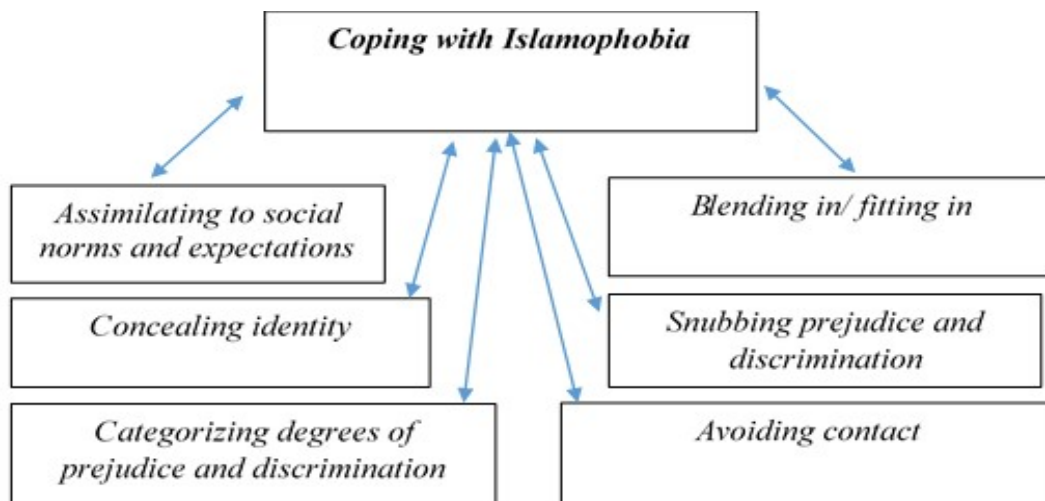 Coping with Islamophobia
Assimilating to social
norms and expectations
Blending in/ fitting in
Concealing identity
Snubbing prejudice and
discrimination
Categorizing degrees of
prejudice and discrimination
Avoiding contact